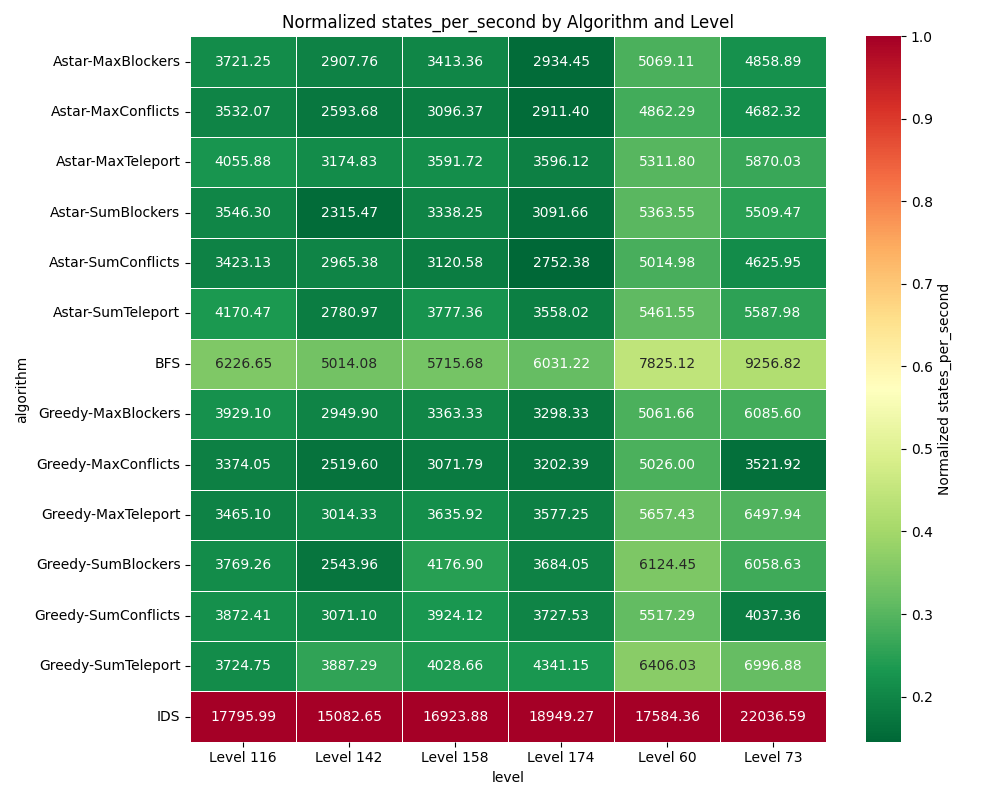 Normalized states_per_second by Algorithm and Level
algorithm
Astar-MaxBlockers 3721.25 2907.76 3413.36 2934.45 5069.11 4858.89
Astar-MaxConflicts 3532.07 2593.68 3096.37 2911.40 4862.29 4682.32
Astar-MaxTeleport 4055.88 3174.83 3591.72 3596.12 5311.80 5870.03
Astar-SumBlockers 3546.30 2315.47 3338.25 3091.66 5363.55 5509.47
Astar-SumConflicts 3423.13 2965.38 3120.58 2752.38 5014.98 4625.95
Astar-SumTeleport 4170.47 2780.97 3777.36 3558.02 5461.55 5587.98
BFS 6226.65 5014.08 5715.68 6031.22 7825.12 9256.82
Greedy-MaxBlockers 3929.10 2949.90 3363.33 3298.33 5061.66 6085.60
Greedy-MaxConflicts 3374.05 2519.60 3071.79 3202.39 5026.00 3521.92
Greedy-MaxTeleport 3465.10 3014.33 3635.92 3577.25 5657.43 6497.94
Greedy-SumBlockers 3769.26 2543.96 4176.90 3684.05 6124.45 6058.63
Greedy-SumConflicts 3872.41 3071.10 3924.12 3727.53 5517.29 4037.36
Greedy-SumTeleport 3724.75 3887.29 4028.66 4341.15 6406.03 6996.88
IDS 17795.99 15082.65 16923.88 18949.27 17584.36 22036.59
Level 116 Level 142 Level 158 Level 174 Level 60 Level 73
level
1.0
0.9
0.8
0.7
0.6
0.5
0.4
0.3
0.2
Normalized states_per_second